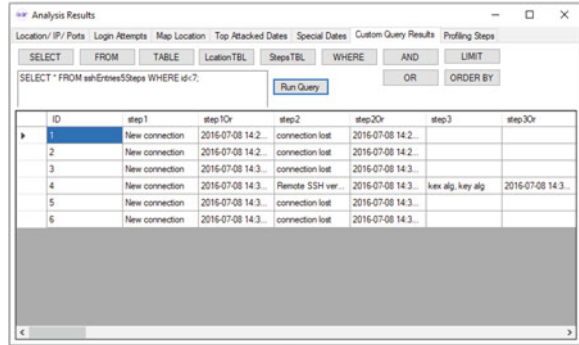 Analysis Results
Location/ IP/ Ports Login Attempts Map Location Top Attacked Dates Special Dates Custom Query Results Profiling Steps
SELECT FROM TABLE LcationTBL StepsTBL WHERE AND LIMIT
SELECT * FROM sshEntries5Steps WHERE id<7;
Run Query
OR ORDER BY
ID step1 step1Or step2 step2Or step3 step3Or
1 New connection 2016-07-08 14:2... connection lost 2016-07-08 14:2...
2 New connection 2016-07-08 14:2... connection lost 2016-07-08 14:2...
3 New connection 2016-07-08 14:3... connection lost 2016-07-08 14:3...
4 New connection 2016-07-08 14:3... Remote SSH ver... 2016-07-08 14:3... kex alg, key alg 2016-07-08 14:3...
5 New connection 2016-07-08 14:3... connection lost 2016-07-08 14:3...
6 New connection 2016-07-08 14:3... connection lost 2016-07-08 14:3...